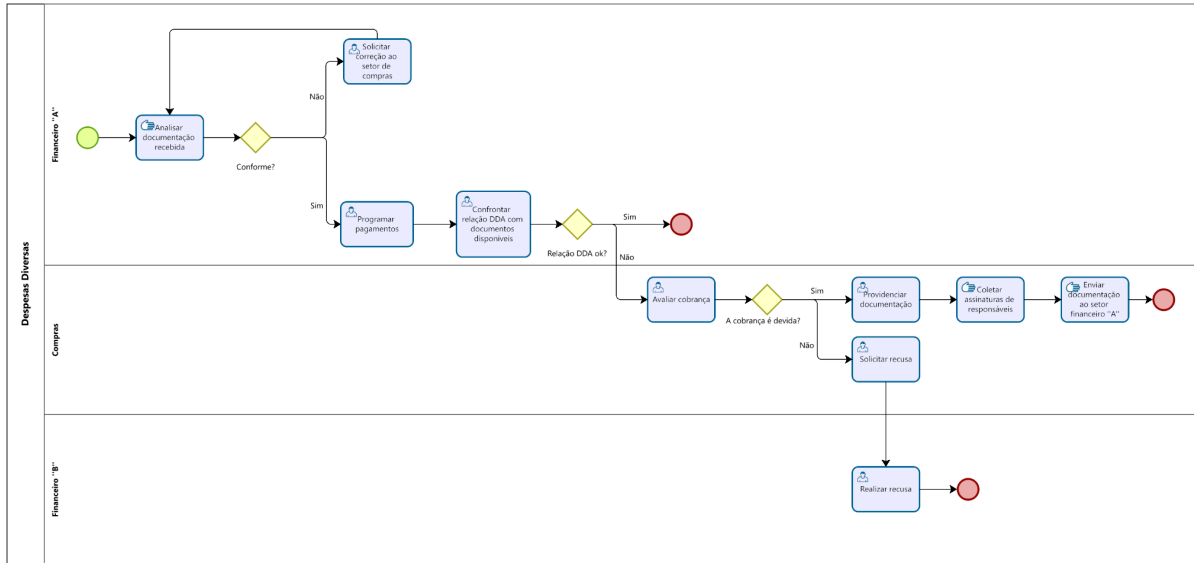 Despesas Diversas
Financeiro "A"
Solicitar
correção ao
setor de
compras
Não
Analisar
documentação
recebida
Conforme?
Sim
Programar
pagamentos
Confrontar
relação DDA com
documentos
disponíveis
Relação DDA ok?
Sim
Não
Compras
Avaliar cobrança
A cobrança é devida?
Sim
Providenciar
documentação
Coletar
assinaturas de
responsáveis
Enviar
documentação
ao setor
financeiro "A"
Não
Solicitar recusa
Financeiro "B"
Realizar recusa